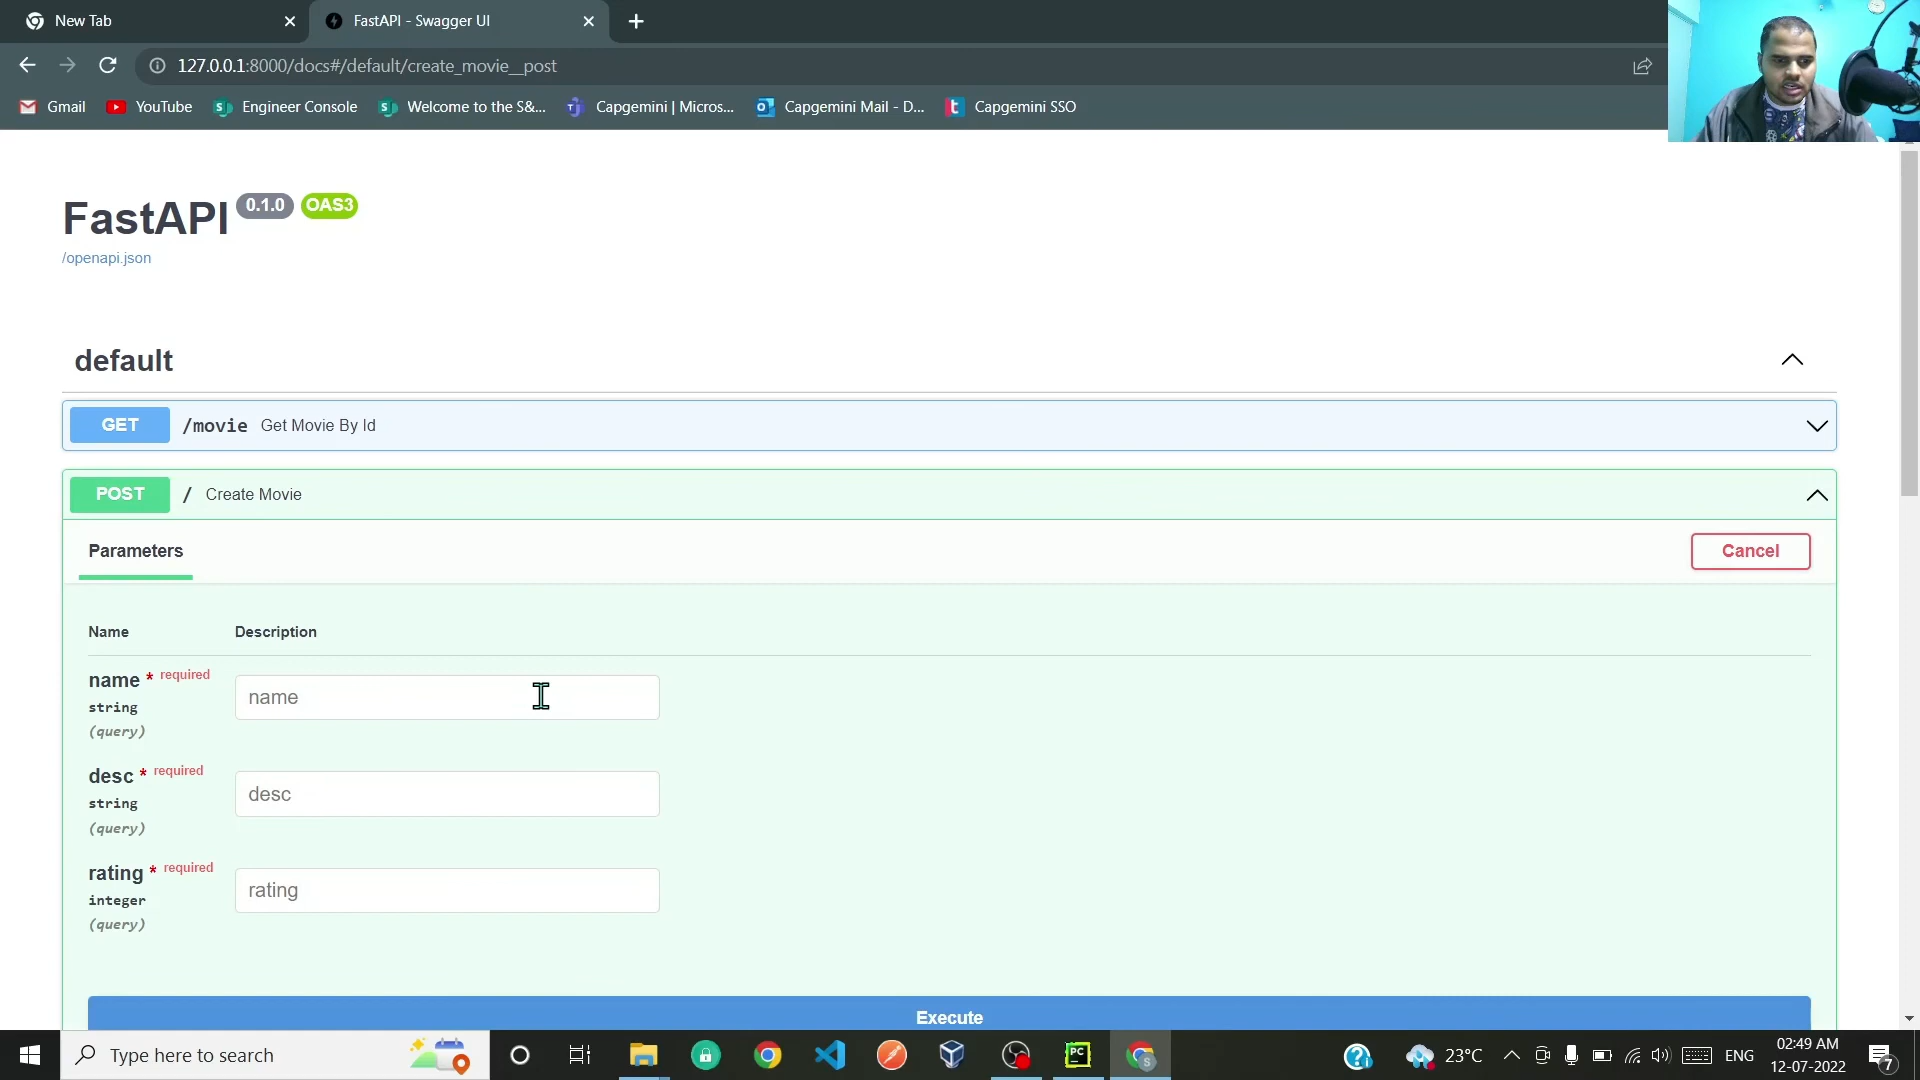 New Tab
FastAPI - Swagger UI
127.0.0.1:8000/docs#/default/create_movie__post
Gmail
YouTube
Engineer Console
Welcome to the S&...
Capgemini | Micros...
Capgemini Mail - D...
Capgemini SSO
FastAPI 0.1.0 OAS3
/openapi.json
default
GET /movie Get Movie By Id
POST / Create Movie
Parameters
Cancel
Name Description
name * required
string
(query)
name
desc * required
string
(query)
desc
rating * required
integer
(query)
rating
Execute
Type here to search
23°C
ENG
02:49 AM
12-07-2022
7